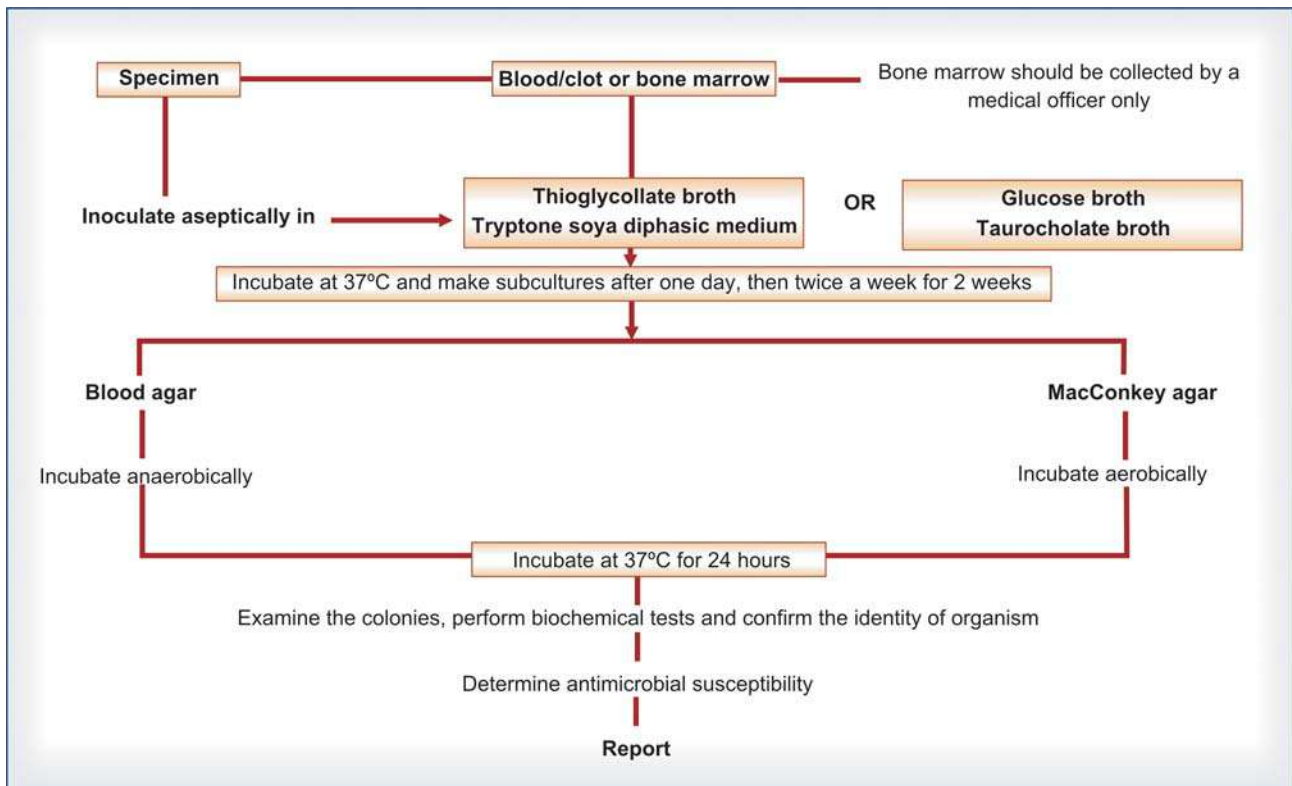 Specimen
Blood/clot or bone marrow
Bone marrow should be collected by a
medical officer only
Inoculate aseptically in
Thioglycollate broth
Tryptone soya diphasic medium
OR
Glucose broth
Taurocholate broth
Incubate at 37ºC and make subcultures after one day, then twice a week for 2 weeks
Blood agar
MacConkey agar
Incubate anaerobically
Incubate aerobically
Incubate at 37ºC for 24 hours
Examine the colonies, perform biochemical tests and confirm the identity of organism
Determine antimicrobial susceptibility
Report